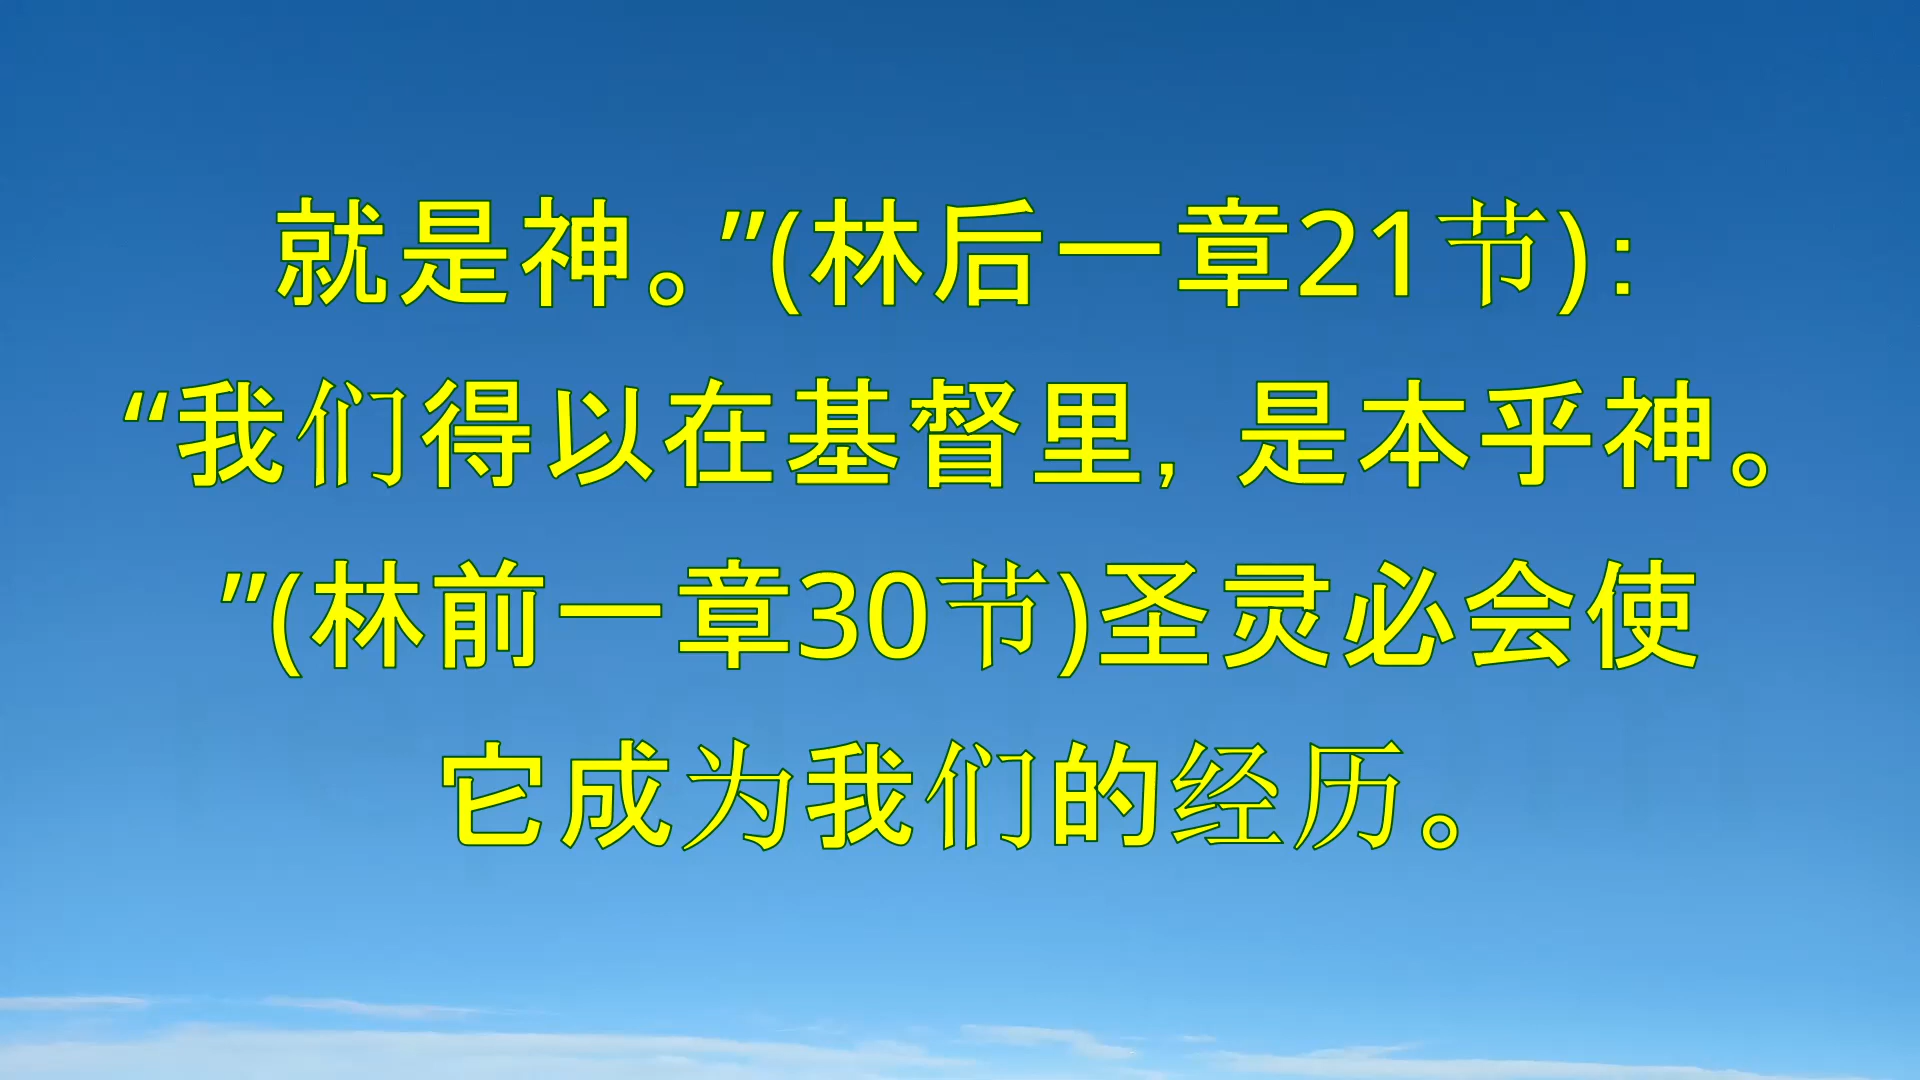 就是神。”(林后一章21节)：
“我们得以在基督里，是本乎神。
”(林前一章30节)圣灵必会使
它成为我们的经历。